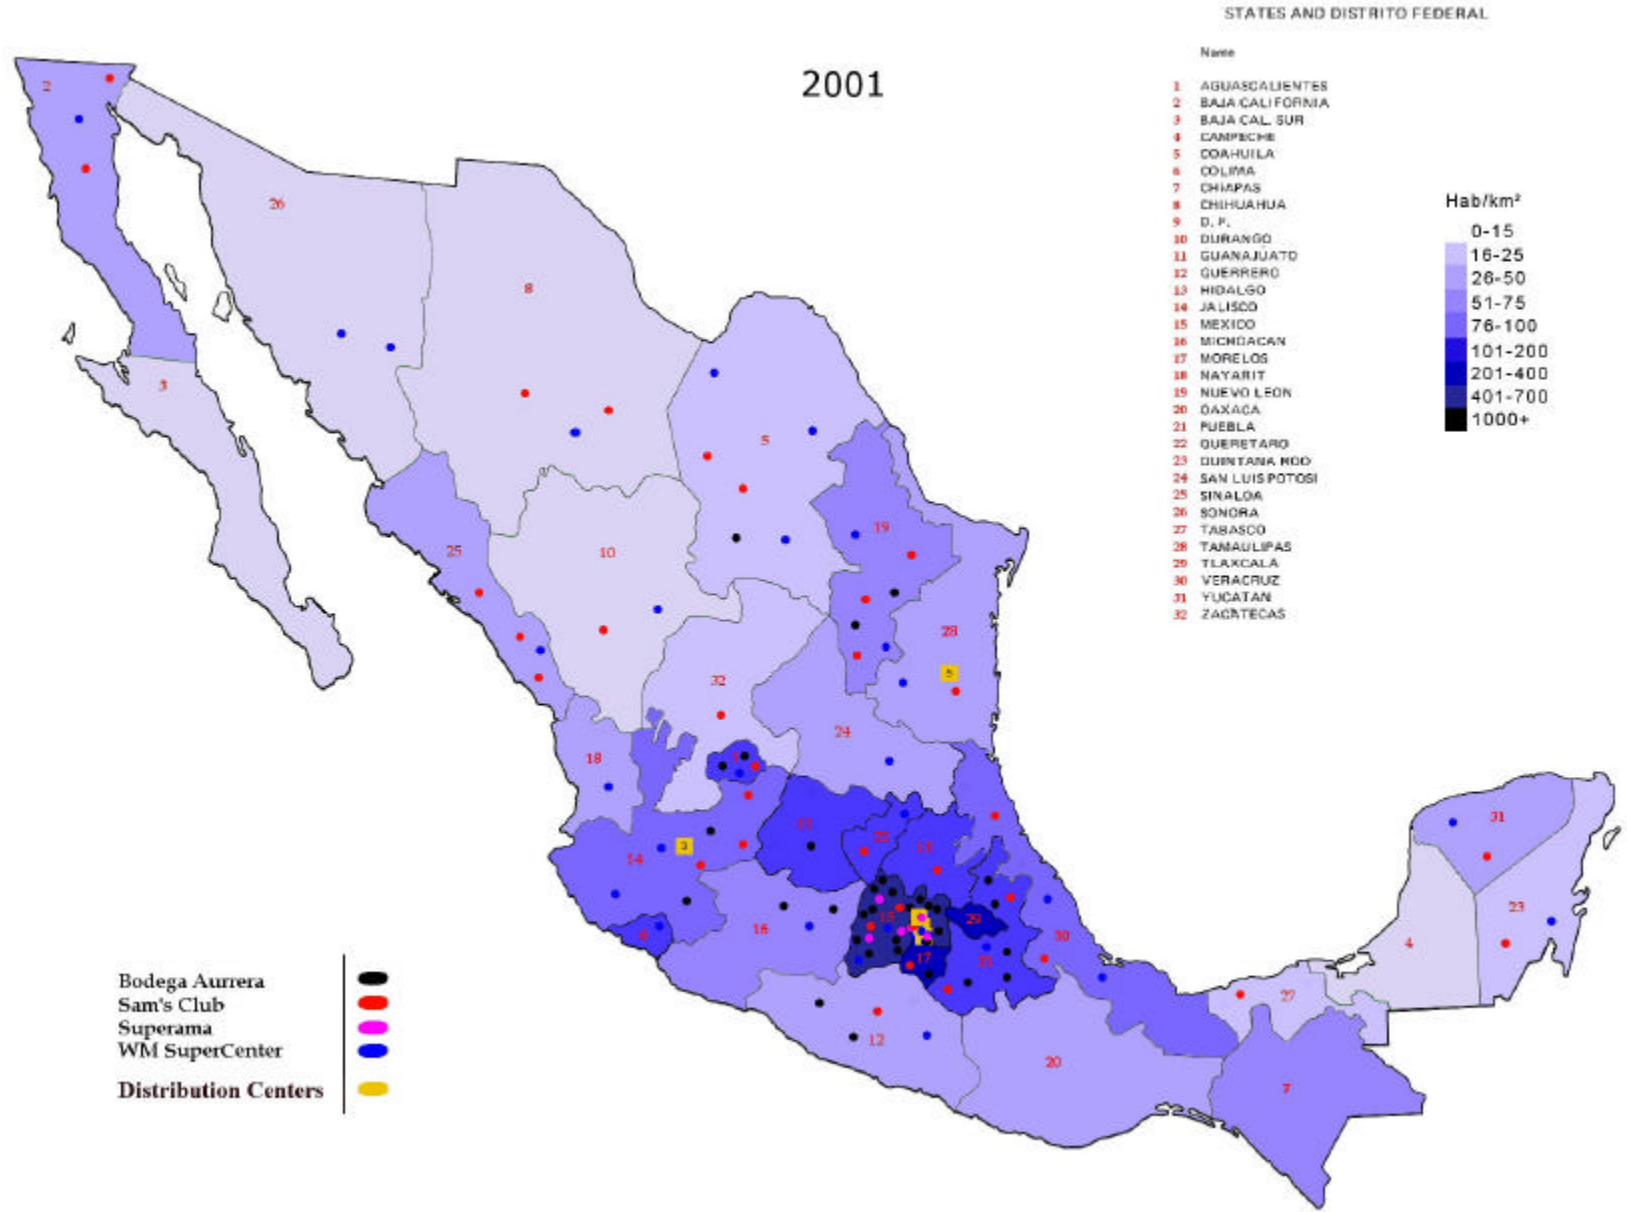 STATES AND DISTRITO FEDERAL
Name
2001
1 AGUASCALIENTES
2 BAJA CALIFORNIA
3 BAJA CAL. SUR
4 CAMPECHE
5 COAHUILA
6 COLIMA
7 CHIAPAS
8 CHIHUAHUA
9 D. F.
10 DURANGO
11 GUANAJUATO
12 GUERRERO
13 HIDALGO
14 JALISCO
15 MEXICO
16 MICHOACAN
17 MORELOS
18 NAYARIT
19 NUEVO LEON
20 OAXACA
21 PUEBLA
22 QUERETARO
23 QUINTANA ROO
24 SAN LUIS POTOSI
25 SINALOA
26 SONORA
27 TABASCO
28 TAMAULIPAS
29 TLAXCALA
30 VERACRUZ
31 YUCATAN
32 ZACATECAS
Hab/km²
0-15
16-25
26-50
51-75
76-100
101-200
201-400
401-700
1000+
2
26
8
3
5
19
25
10
28
5
32
24
18
14
3
31
23
4
16
15
29
30
17
21
6
27
12
20
7
Bodega Aurrera
Sam's Club
Superama
WM SuperCenter
Distribution Centers